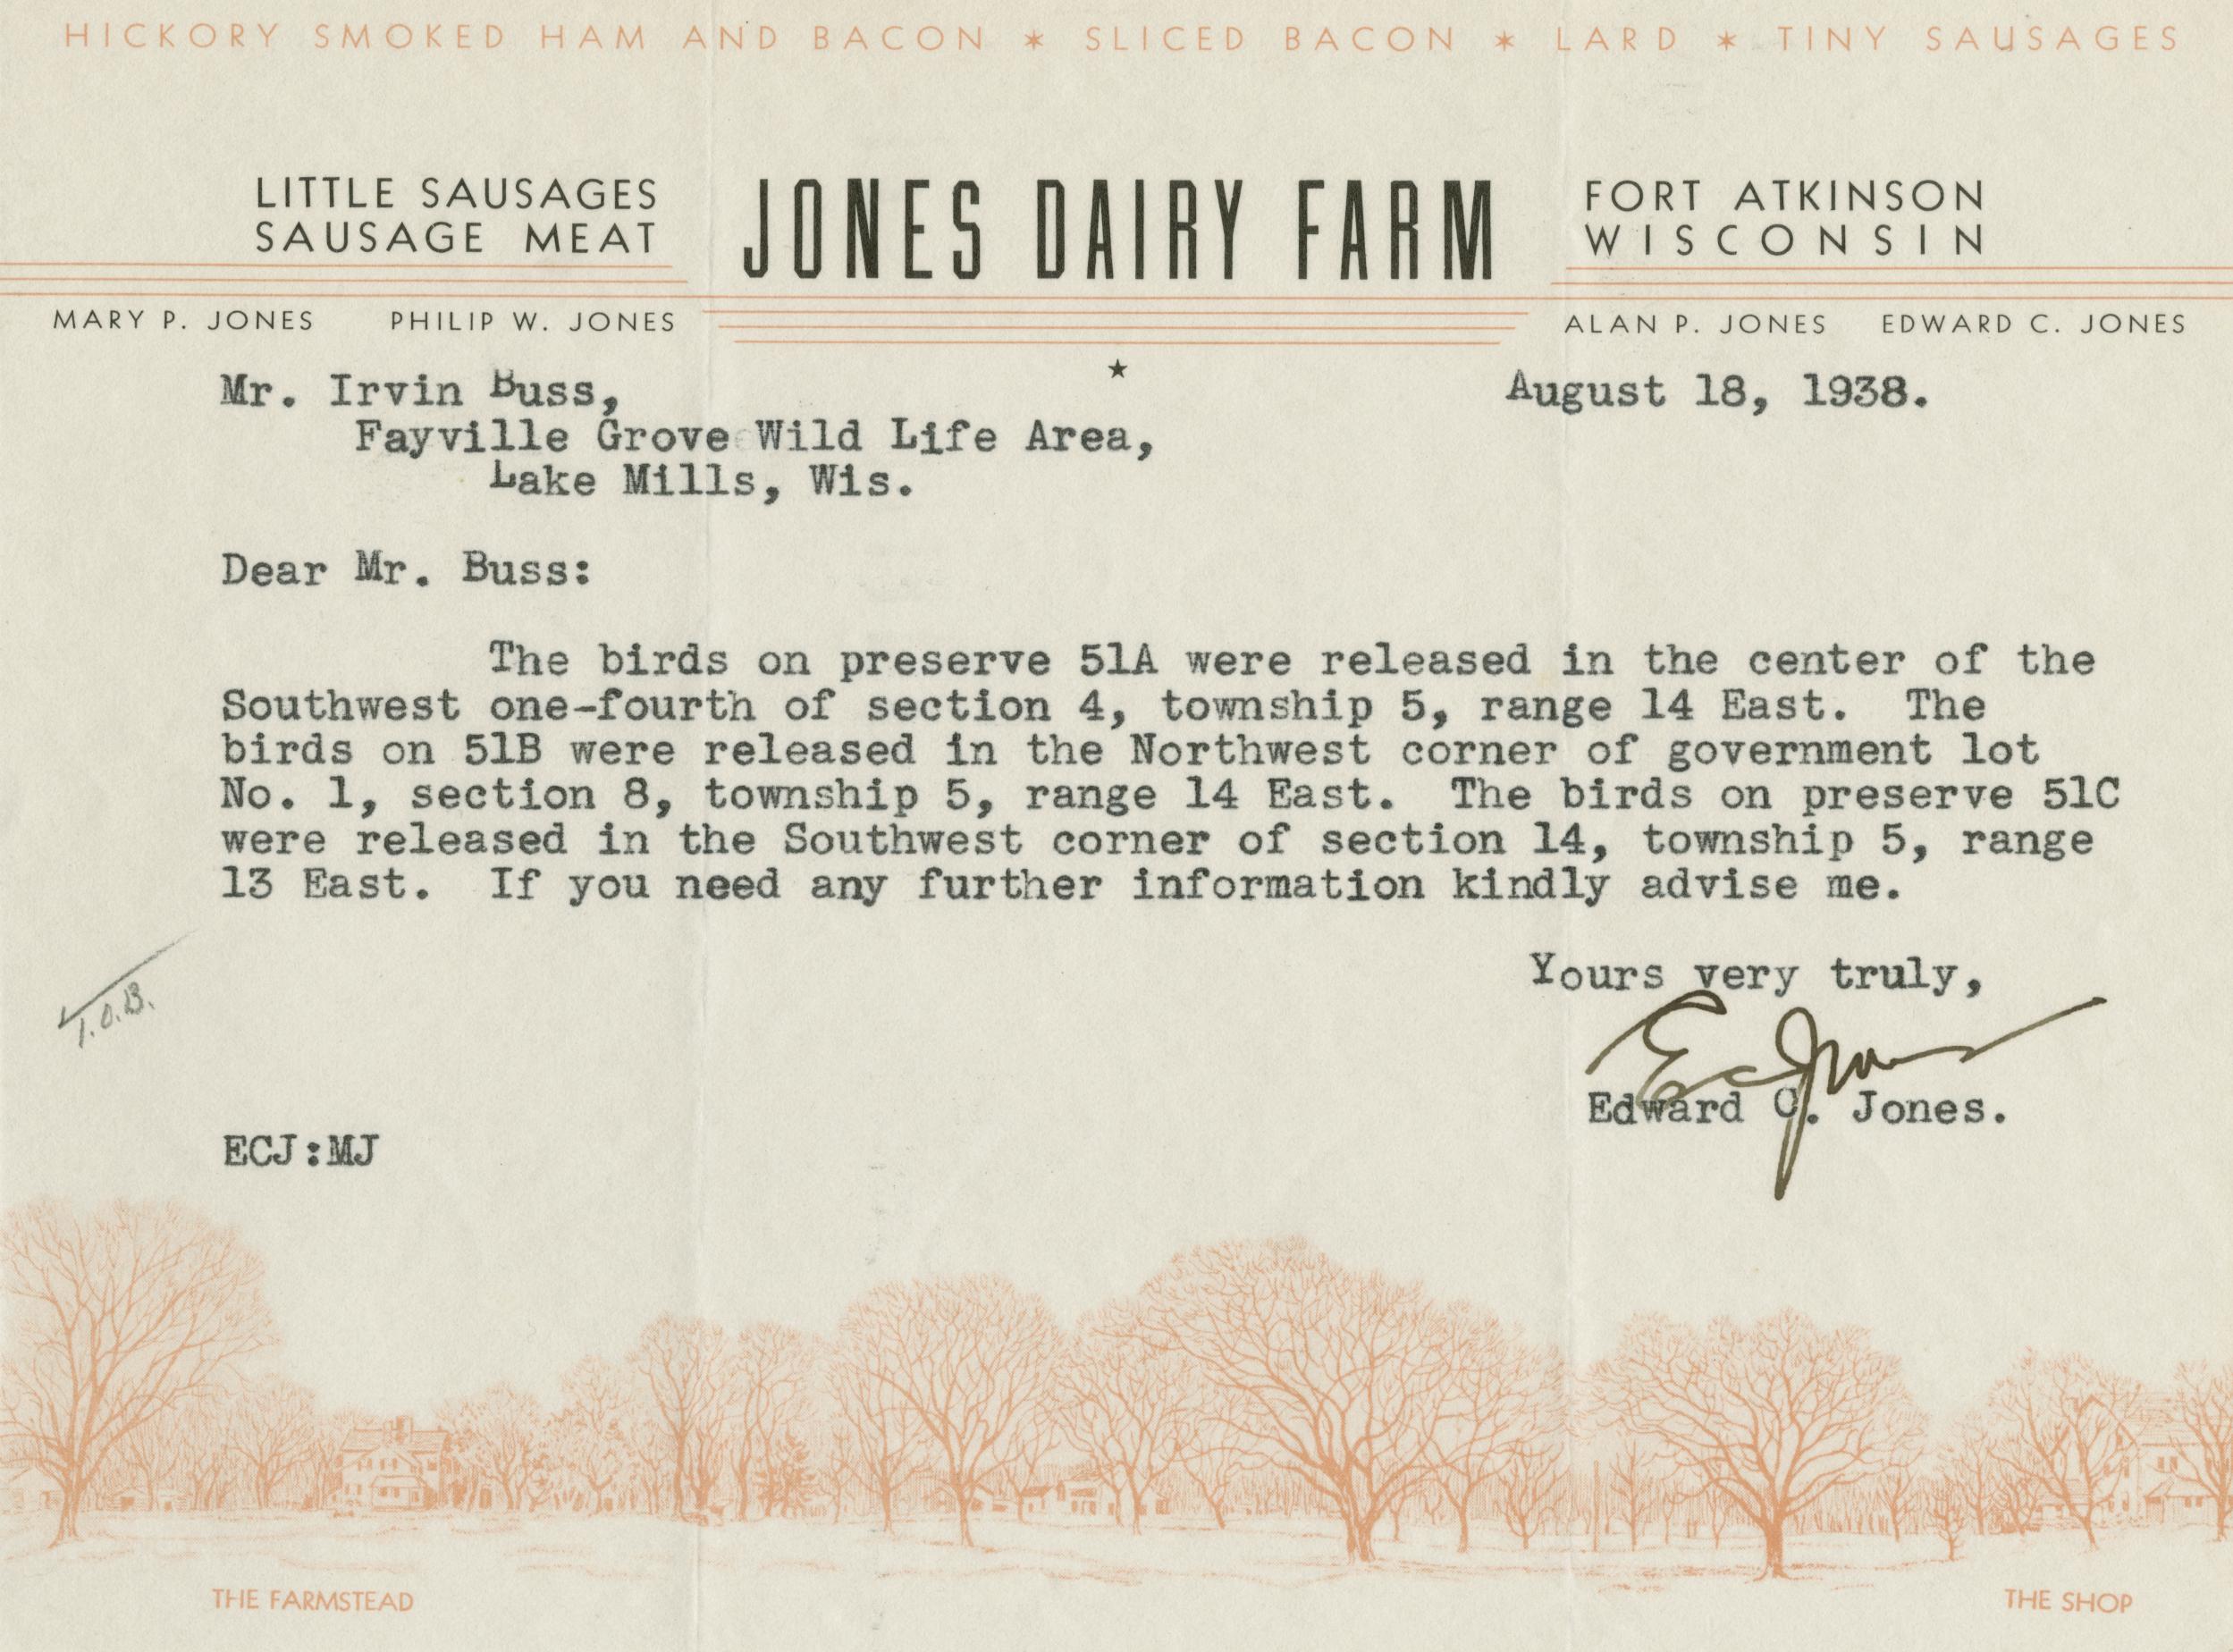 HICKORY SMOKED HAM AND BACON ✶ SLICED BACON ✶ LARD ✶ TINY SAUSAGES
LITTLE SAUSAGES
SAUSAGE MEAT
JONES DAIRY FARM
FORT ATKINSON
WISCONSIN
MARY P. JONES PHILIP W. JONES
ALAN P. JONES EDWARD C. JONES
★
Mr. Irvin Buss, August 18, 1938.
Fayville Grove Wild Life Area,
Lake Mills, Wis.
Dear Mr. Buss:
The birds on preserve 51A were released in the center of the
Southwest one-fourth of section 4, township 5, range 14 East. The
birds on 51B were released in the Northwest corner of government lot
No. 1, section 8, township 5, range 14 East. The birds on preserve 51C
were released in the Southwest corner of section 14, township 5, range
13 East. If you need any further information kindly advise me.
Yours very truly,
EC Jones
Edward C. Jones.
I.O.B.
ECJ:MJ
THE FARMSTEAD
THE SHOP